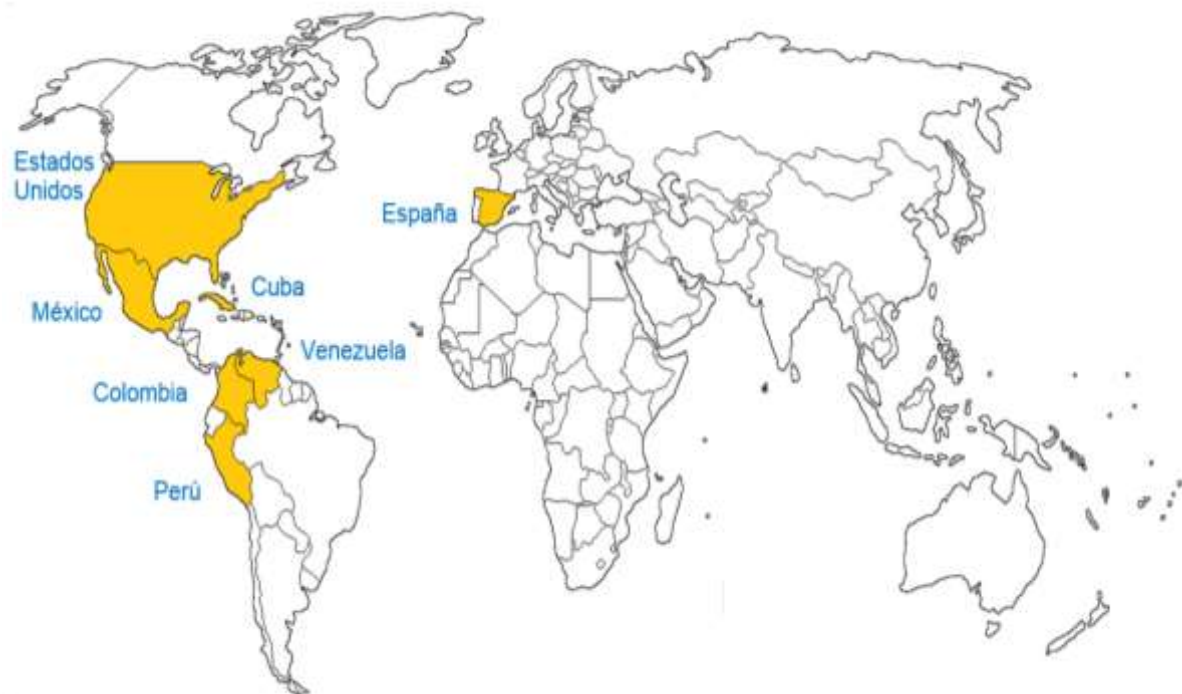 Estados
Unidos
España
Cuba
México
Venezuela
Colombia
Perú